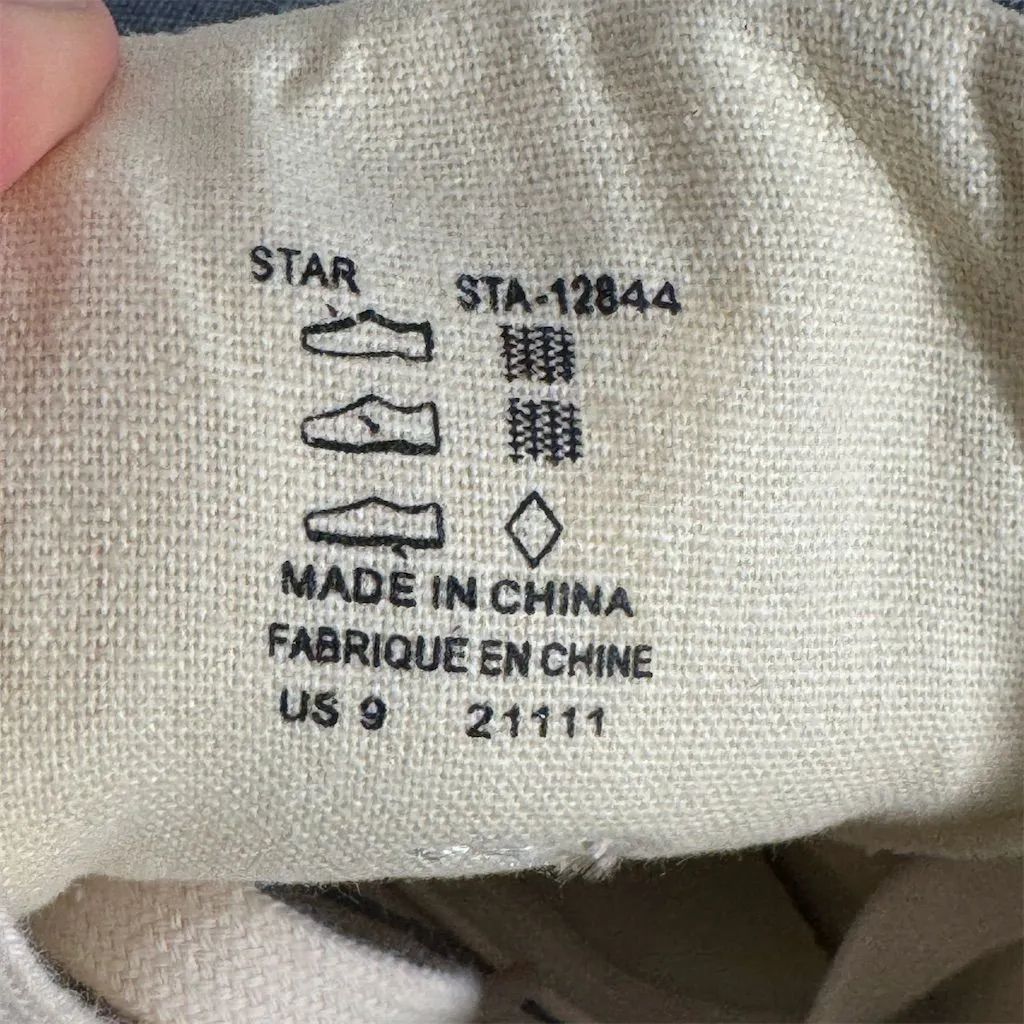 STAR
STA-12844
MADE IN CHINA
FABRIQUÉ EN CHINE
US 9 21111